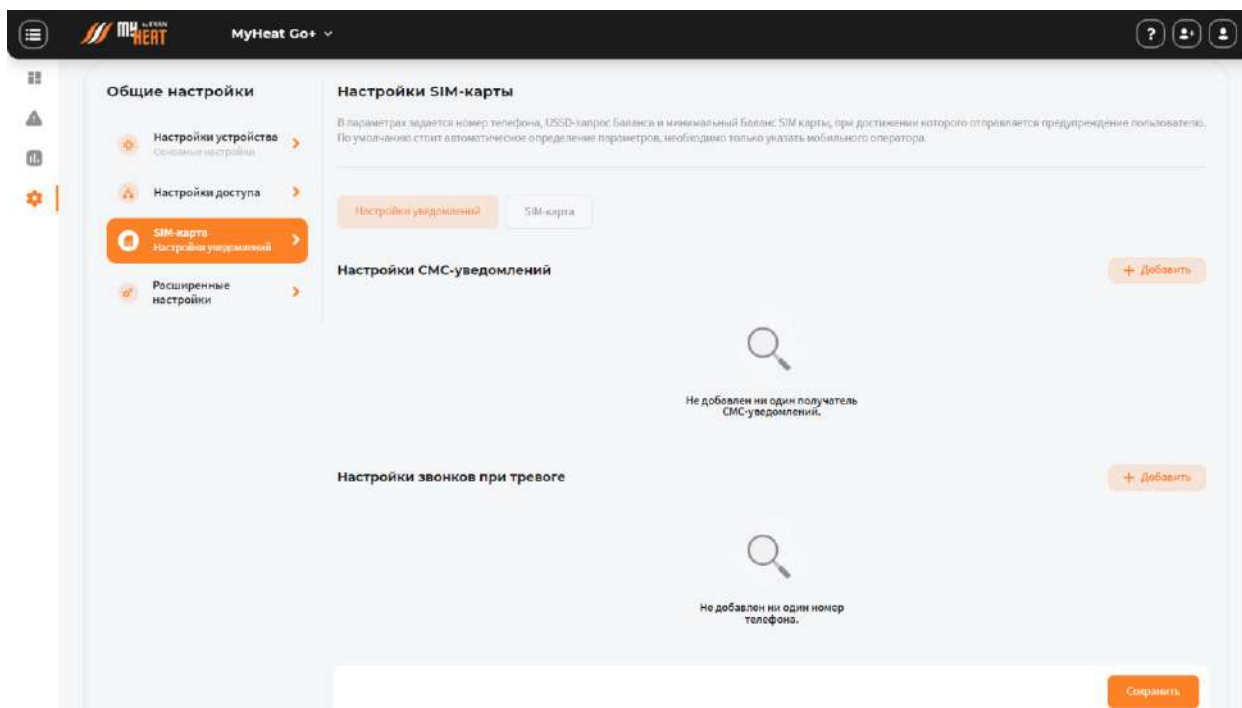 MYHEAT by EVAN
MyHeat Go+
?
Общие настройки
Настройки устройства
Основные настройки
Настройки доступа
SIM-карта
Настройки уведомлений
Расширенные
настройки
Настройки SIM-карты
В параметрах задается номер телефона, USSD-запрос баланса и минимальный баланс SIM карты, при достижении которого отправляется предупреждение пользователю.
По умолчанию стоит автоматическое определение параметров, необходимо только указать мобильного оператора.
Настройки уведомлений
SIM-карта
Настройки СМС-уведомлений
+ Добавить
Не добавлен ни один получатель
СМС-уведомлений.
Настройки звонков при тревоге
+ Добавить
Не добавлен ни один номер
телефона.
Сохранить